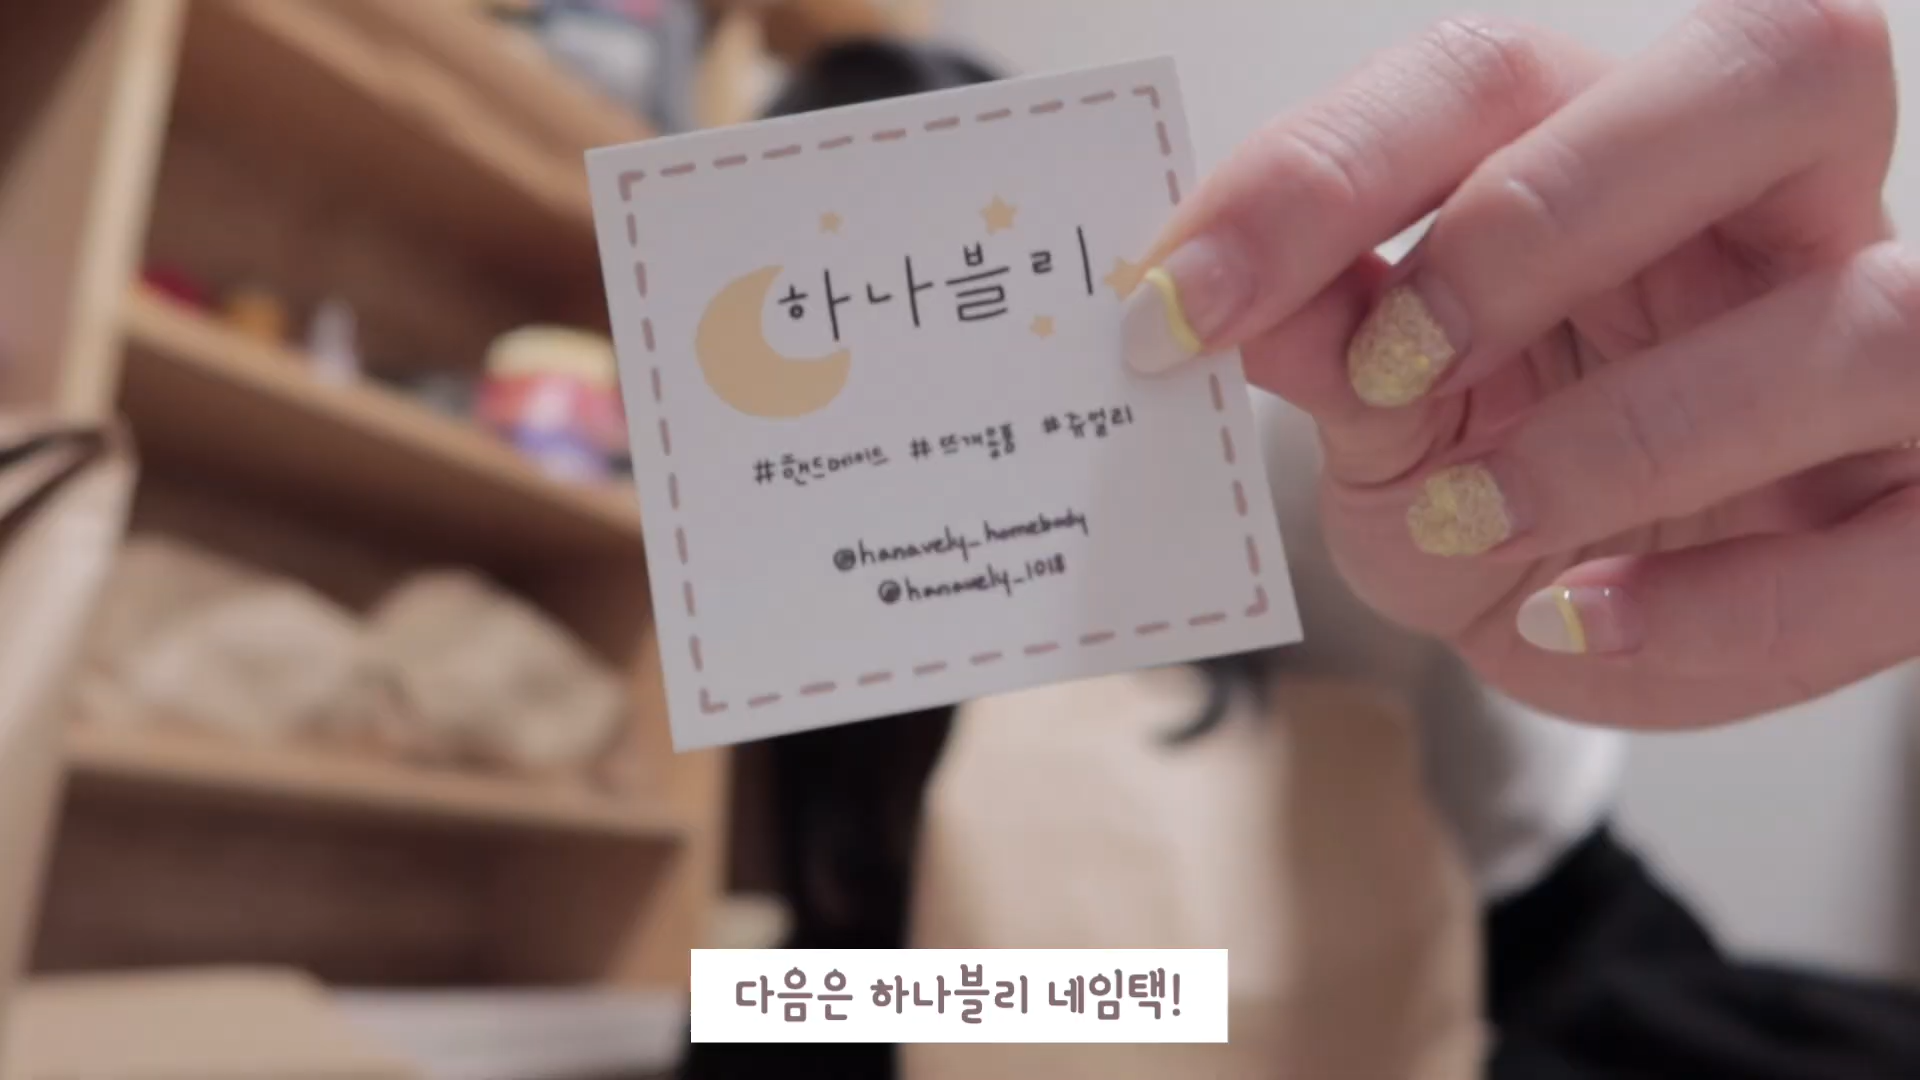 하나블리
#핸드메이드 #뜨개용품 #쥬얼리
@hanavely_homebody
@hanavely_1018
다음은 하나블리 네임택!